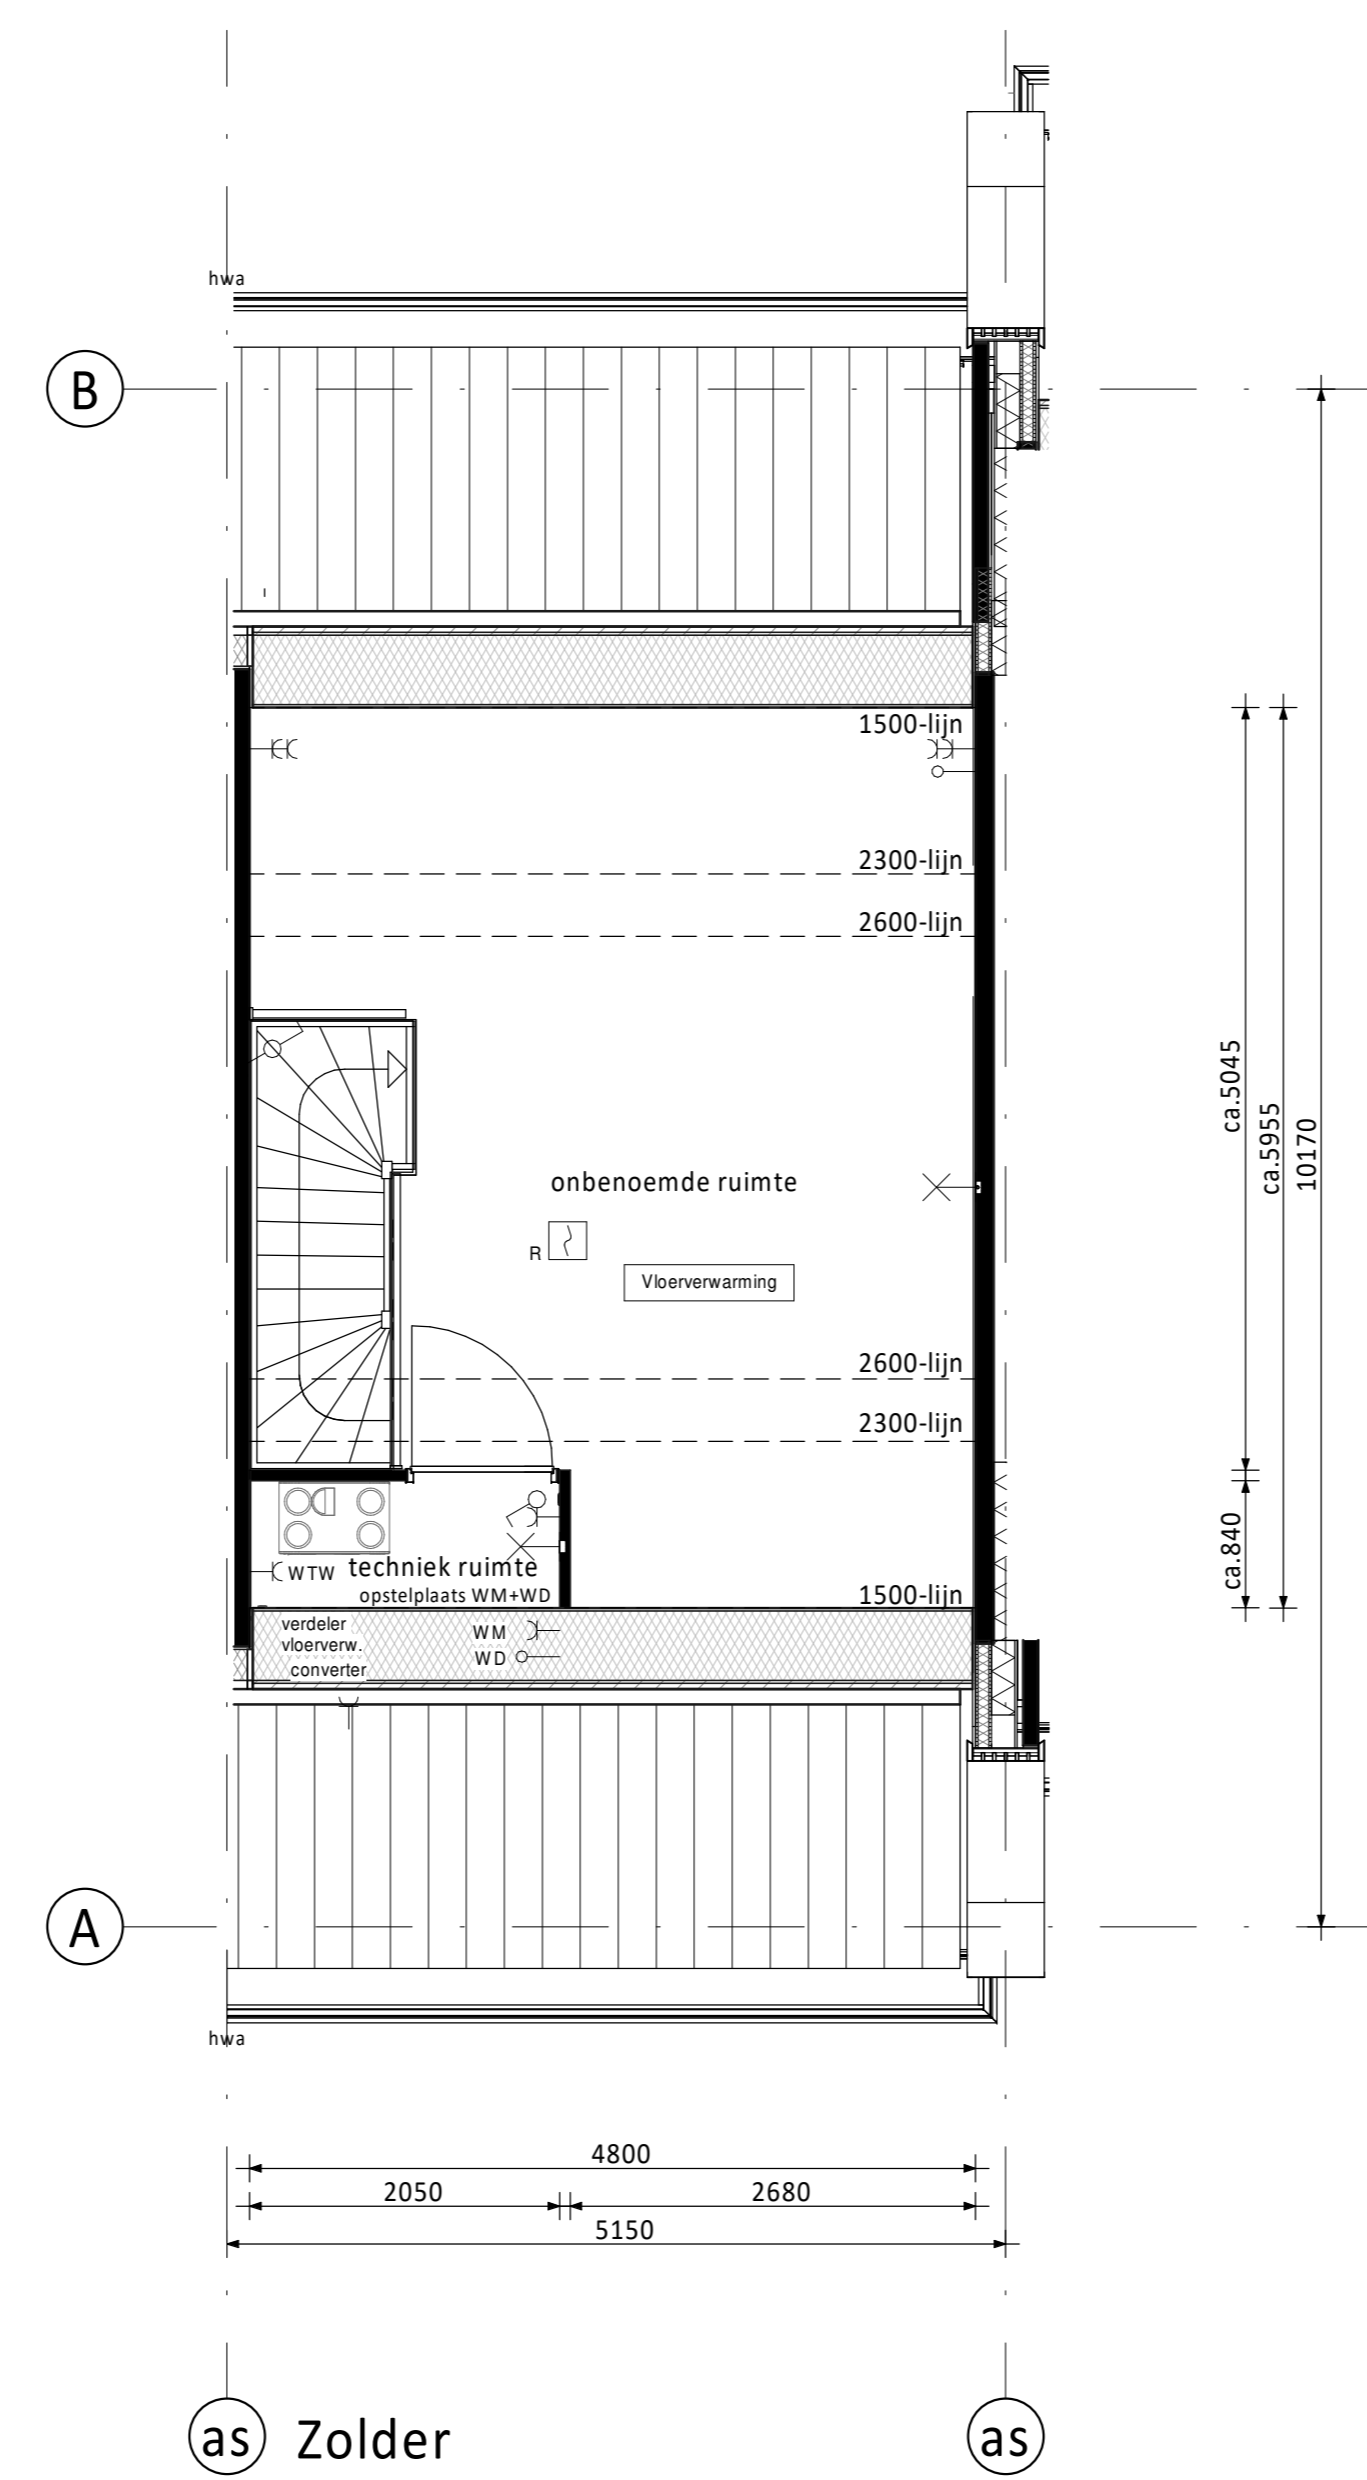 hwa
B
1500-lijn
2300-lijn
2600-lijn
ca.5045
ca.5955
10170
onbenoemde ruimte
R
Vloerverwarming
2600-lijn
2300-lijn
ca.840
WTW
techniek ruimte
opstelplaats WM+WD
1500-lijn
verdeler
vloerverw.
converter
WM
WD
A
hwa
4800
2050
2680
5150
as
Zolder
as